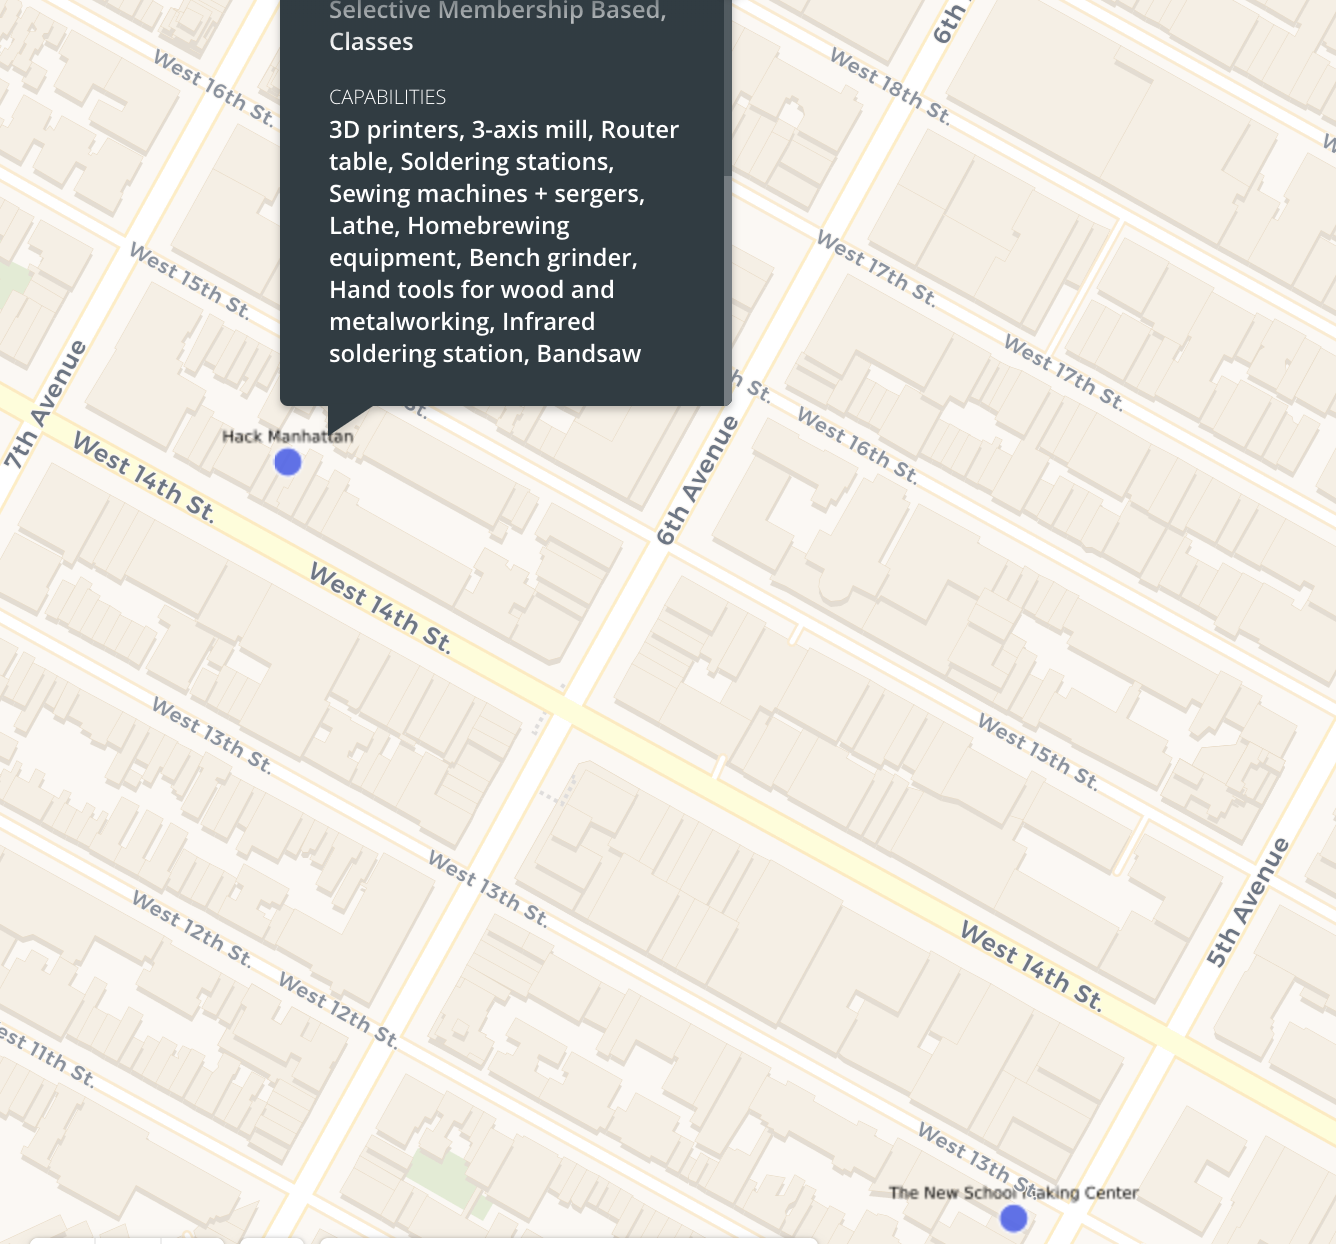 Selective Membership Based,
Classes
CAPABILITIES
3D printers, 3-axis mill, Router
table, Soldering stations,
Sewing machines + sergers,
Lathe, Homebrewing
equipment, Bench grinder,
Hand tools for wood and
metalworking, Infrared
soldering station, Bandsaw
West 16th St.
West 18th St.
6th
West 15th St.
West 17th St.
West 17th St.
7th Avenue
St.
St.
West 16th St.
Hack Manhattan
West 14th St.
6th Avenue
West 14th St.
West 13th St.
West 15th St.
West 13th St.
5th Avenue
West 12th St.
West 14th St.
West 12th St.
est 11th St.
West 13th St.
The New School Making Center